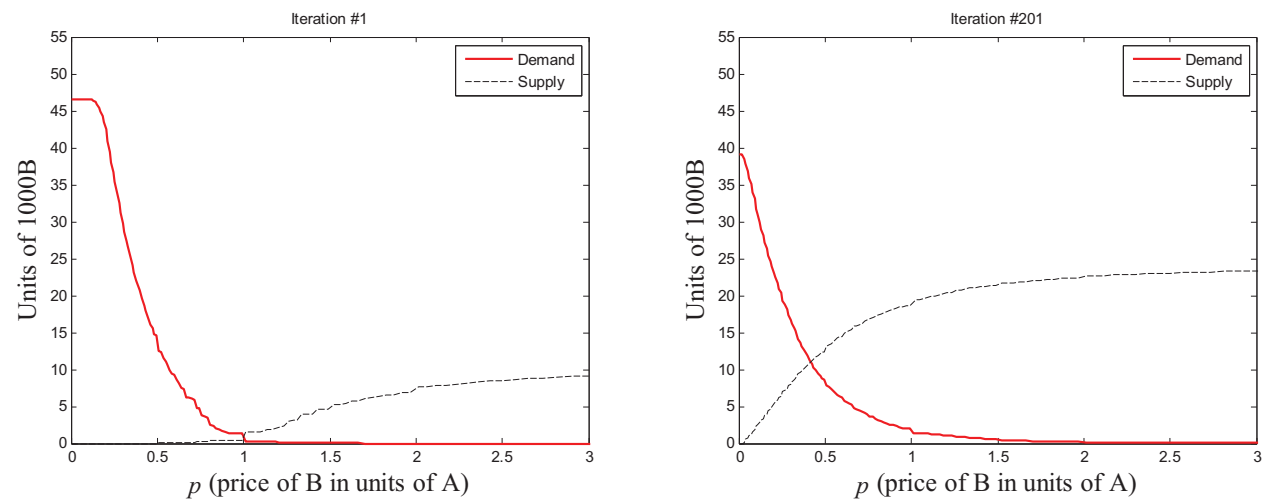 Iteration #1
55
50
45
40
35
30
25
20
15
10
5
0
Units of 1000B
Demand
Supply
0 0.5 1 1.5 2 2.5 3
p (price of B in units of A)
Iteration #201
55
50
45
40
35
30
25
20
15
10
5
0
Units of 1000B
Demand
Supply
0 0.5 1 1.5 2 2.5 3
p (price of B in units of A)